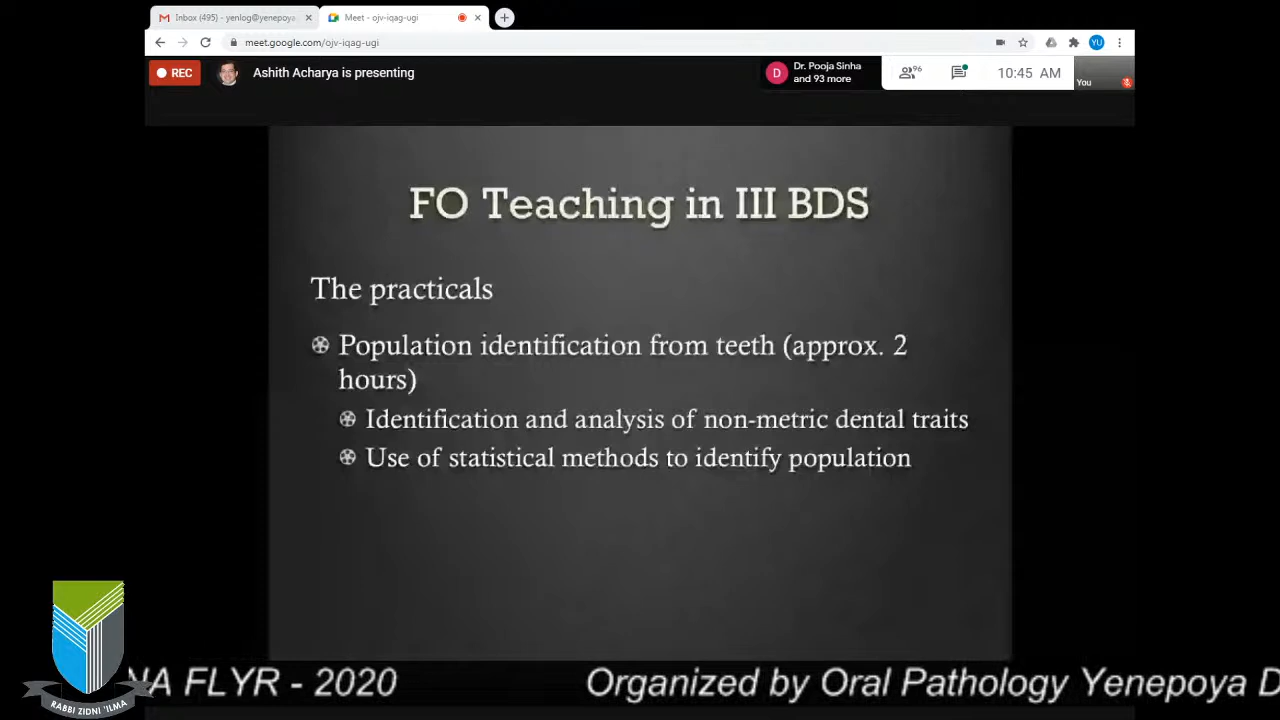 Inbox (495) - yenlog@yenepoya
Meet - ojv-iqag-ugi
meet.google.com/ojv-iqag-ugi
YU
REC
Ashith Acharya is presenting
D
Dr. Pooja Sinha
and 93 more
96
10:45 AM
You
FO Teaching in III BDS
The practicals
Population identification from teeth (approx. 2
hours)
Identification and analysis of non-metric dental traits
Use of statistical methods to identify population
NA FLYR - 2020 Organized by Oral Pathology Yenepoya D
RABBI ZIDNI 'ILMA